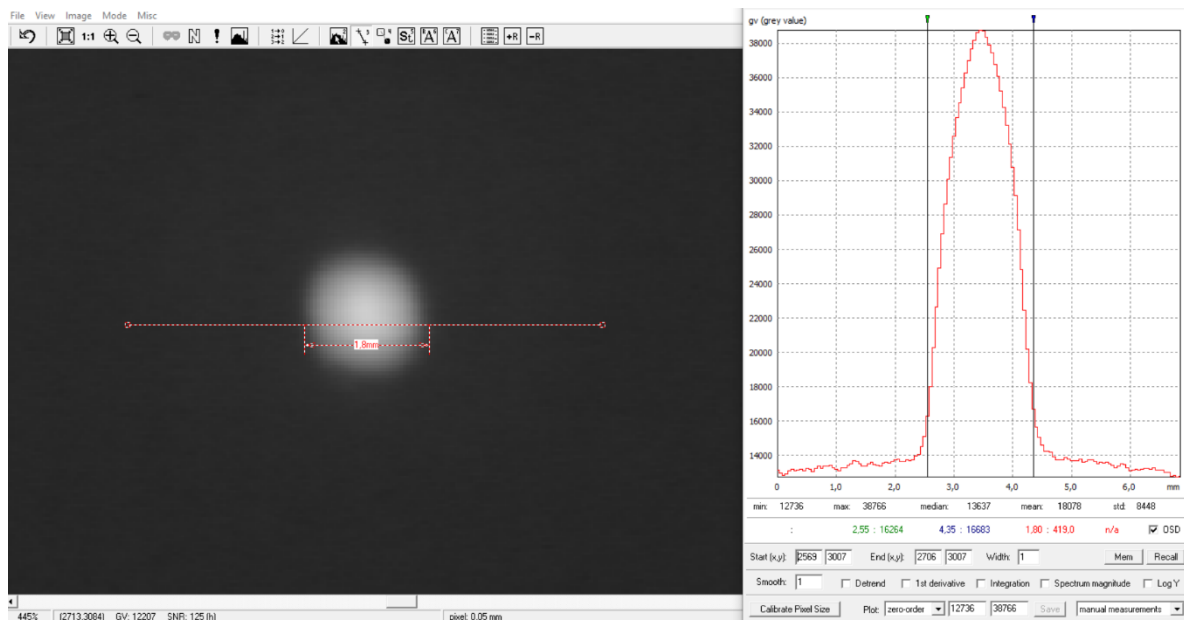 File View Image Mode Misc
1:1 N ! St "A" "A" +R -R
1,8mm
445% (2713,3084) GV: 12207 SNR: 125 (h) pixel: 0,05 mm
gv (grey value)
38000
36000
34000
32000
30000
28000
26000
24000
22000
20000
18000
16000
14000
0 1,0 2,0 3,0 4,0 5,0 6,0 mm
min: 12736 max: 38766 median: 13637 mean: 18078 std: 8448
: 2,55 : 16264 4,35 : 16683 1,80 : 419,0 n/a OSD
Start (x,y): 2569 3007 End (x,y): 2706 3007 Width: 1 Mem Recall
Smooth: 1 Detrend 1st derivative Integration Spectrum magnitude Log Y
Calibrate Pixel Size Plot: zero-order 12736 38766 Save manual measurements